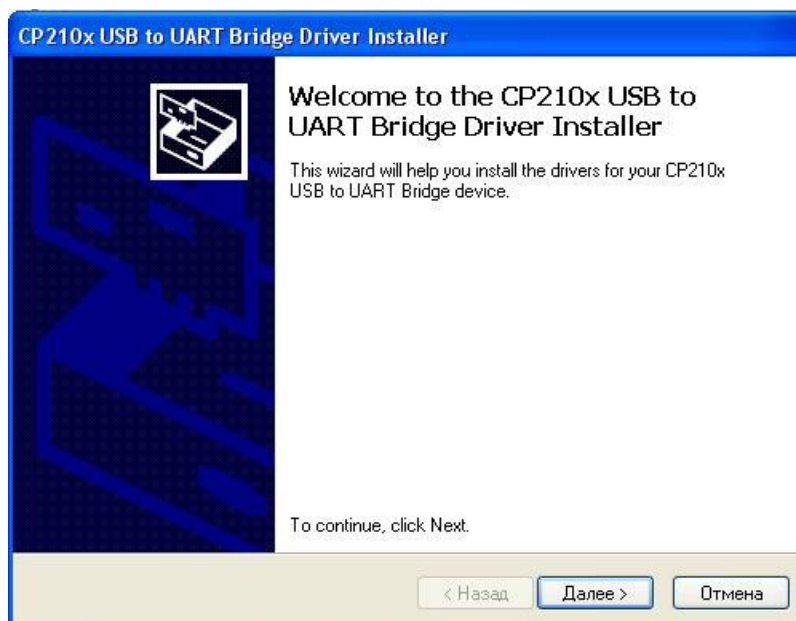 CP210x USB to UART Bridge Driver Installer
Welcome to the CP210x USB to
UART Bridge Driver Installer
This wizard will help you install the drivers for your CP210x
USB to UART Bridge device.
To continue, click Next.
< Назад Далее > Отмена